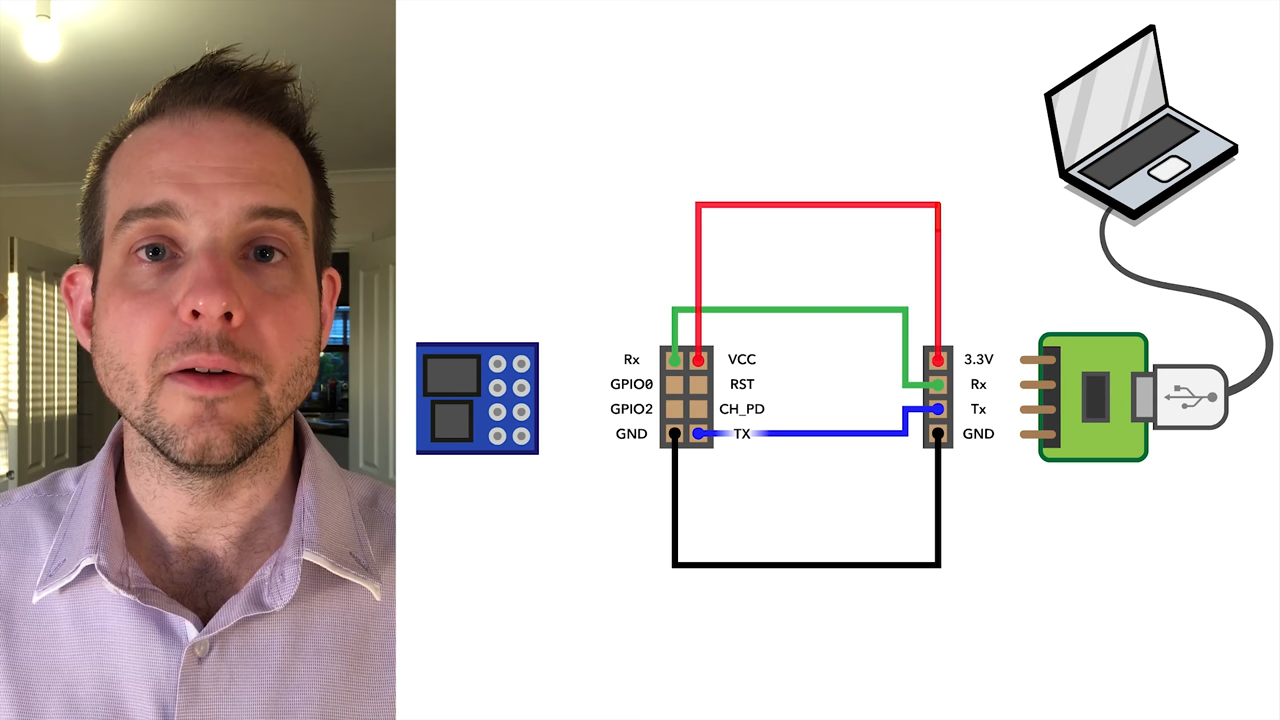 Rx VCC 3.3V
GPIO0 RST Rx
GPIO2 CH_PD Tx
GND TX GND